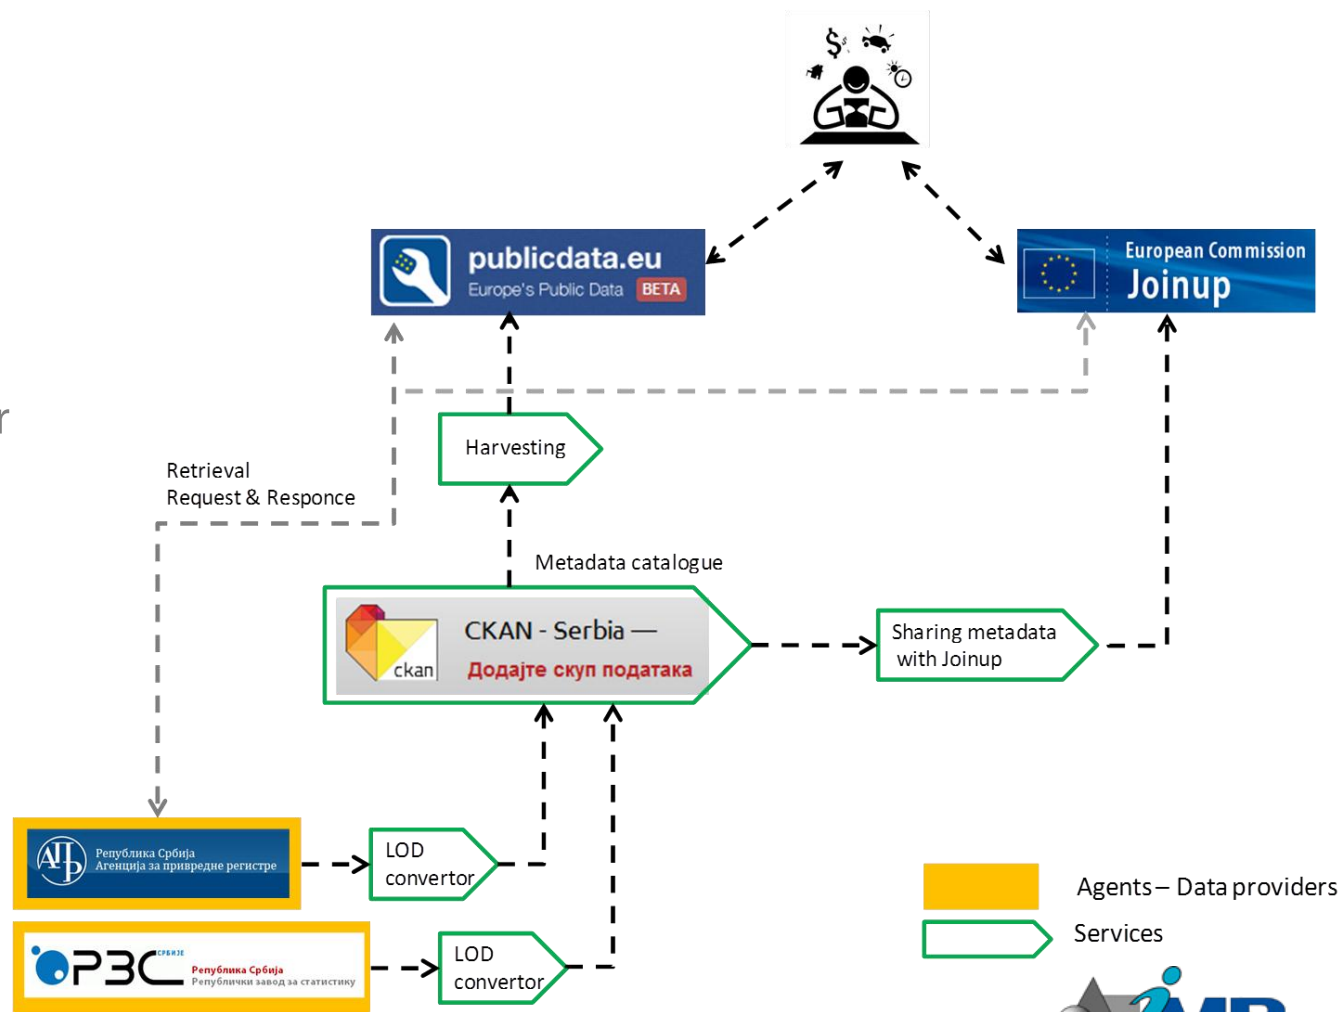 publicdata.eu
Europe's Public Data BETA
European Commission
Joinup
r
Harvesting
Retrieval
Request & Responce
Metadata catalogue
CKAN - Serbia —
ckan
Додајте скуп података
Sharing metadata
with Joinup
АПР
Република Србија
Агенција за привредне регистре
LOD
convertor
РЗС
СРБИЈЕ
Република Србија
Републички завод за статистику
LOD
convertor
Agents – Data providers
Services